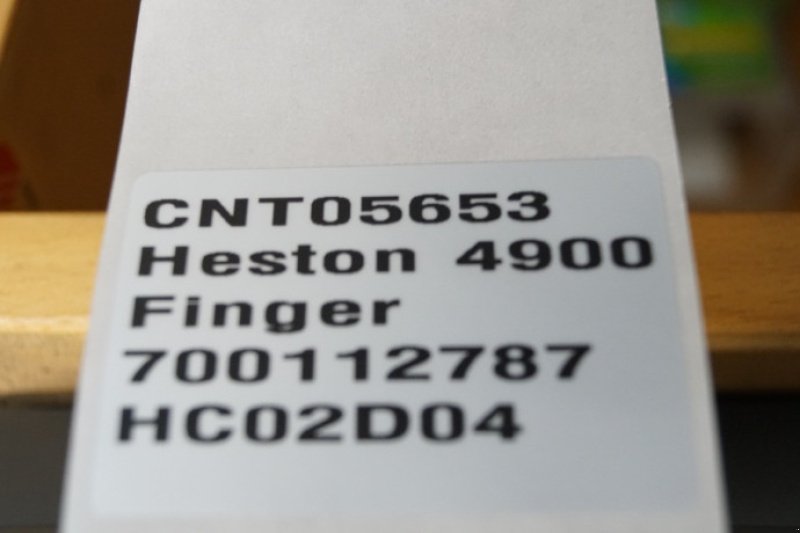 CNT05653
Heston 4900
Finger
700112787
HC02D04